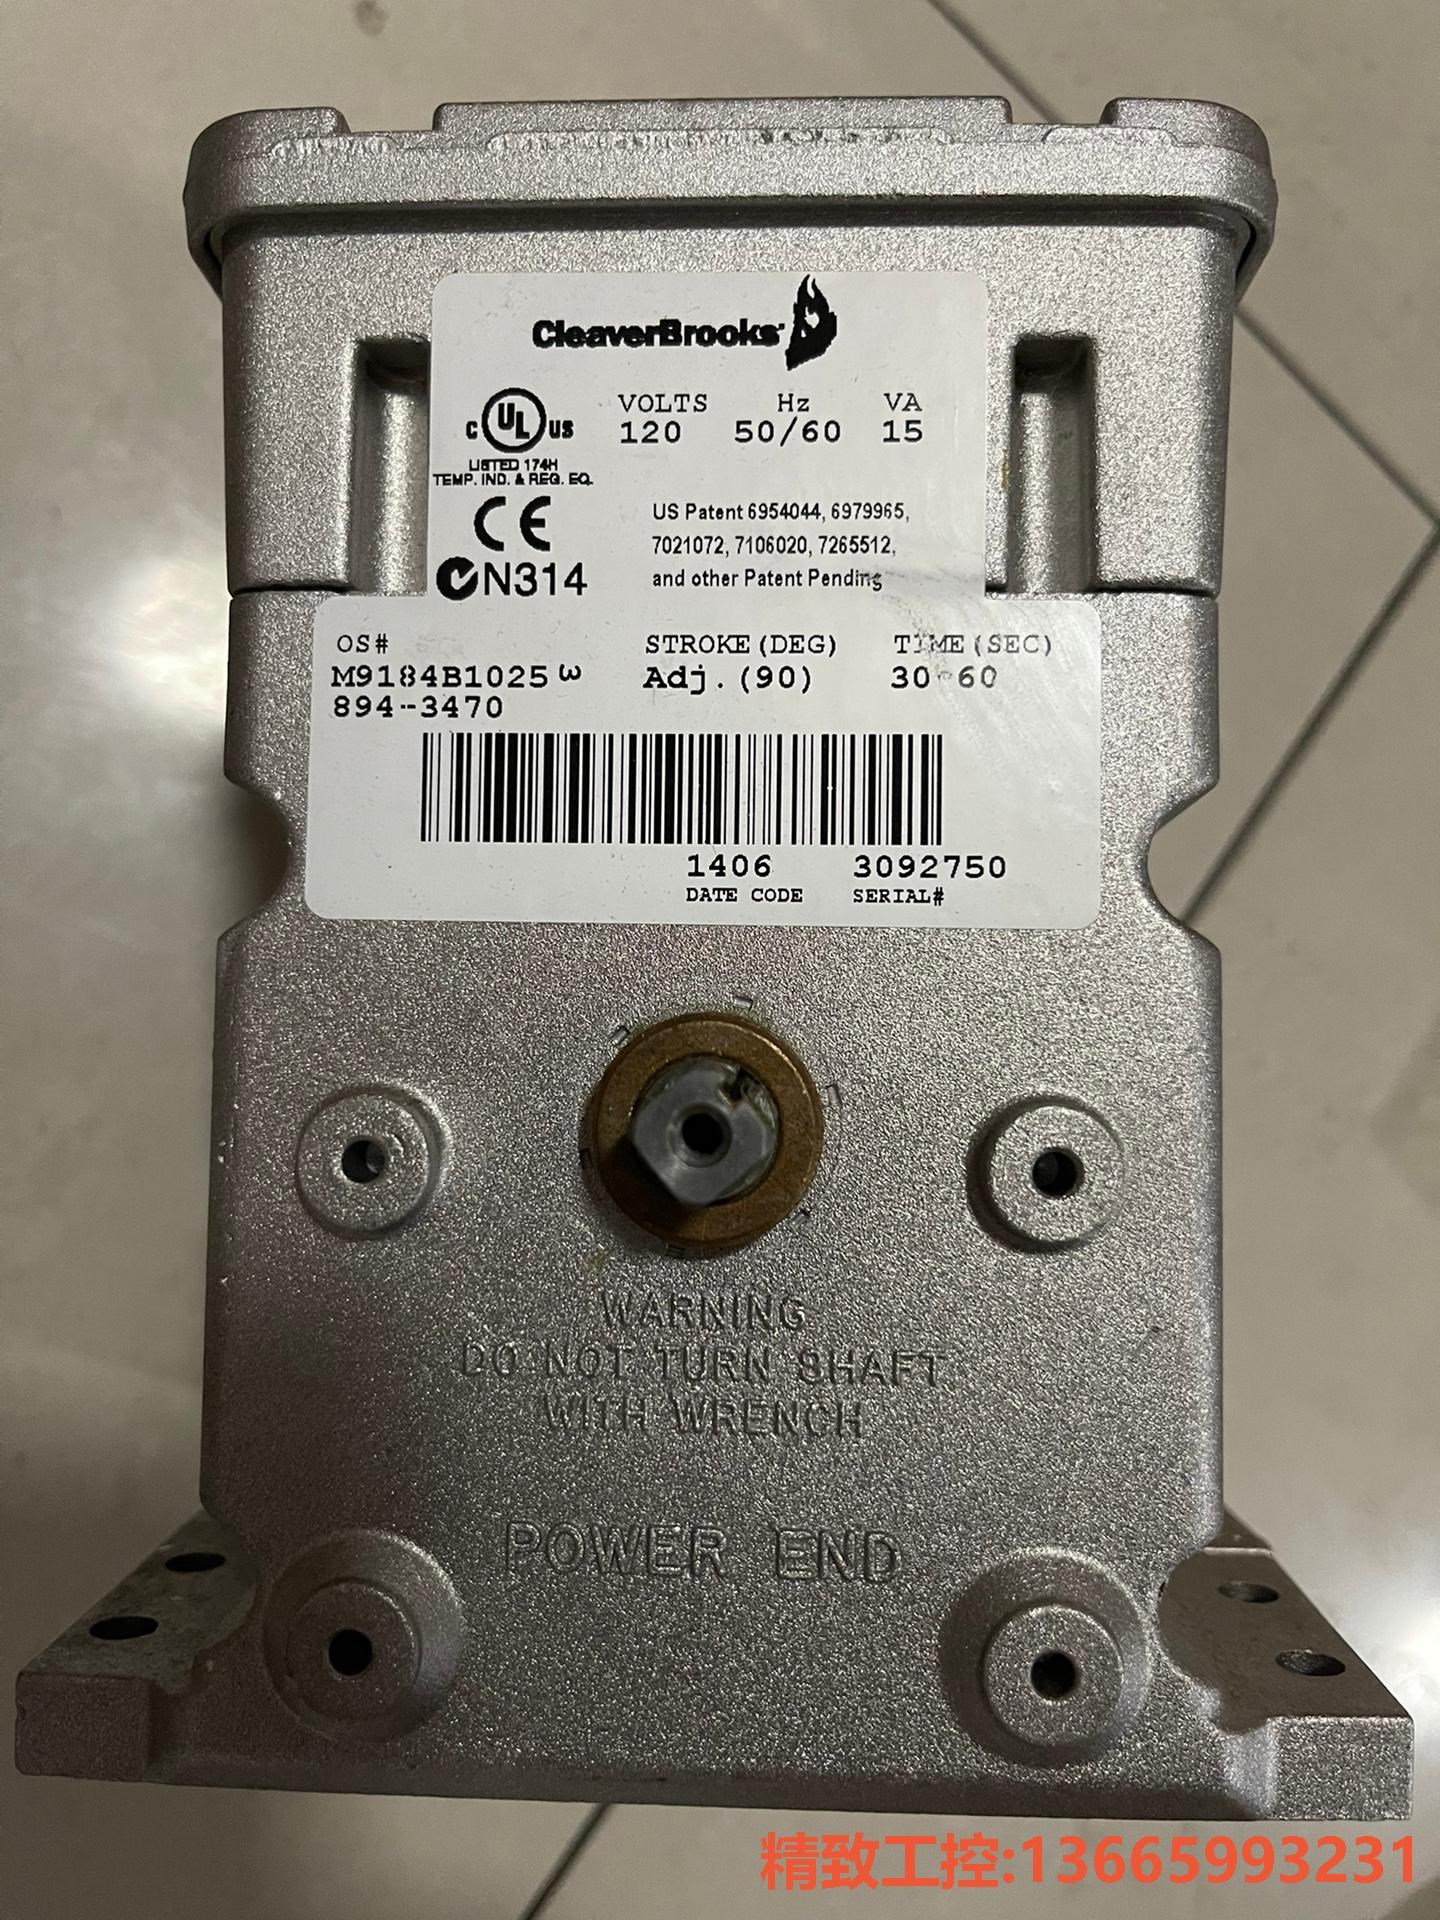 CleaverBrooks
C UL US
LISTED 174H
TEMP. IND. & REG. EQ.
VOLTS Hz VA
120 50/60 15
CE
N314
US Patent 6954044, 6979965,
7021072, 7106020, 7265512,
and other Patent Pending
OS# STROKE(DEG) TIME(SEC)
M9184B1025 ω Adj.(90) 30-60
894--3470
1406 3092750
DATE CODE SERIAL#
WARNING
DO NOT TURN SHAFT
WITH WRENCH
POWER END
精致工控:13665993231